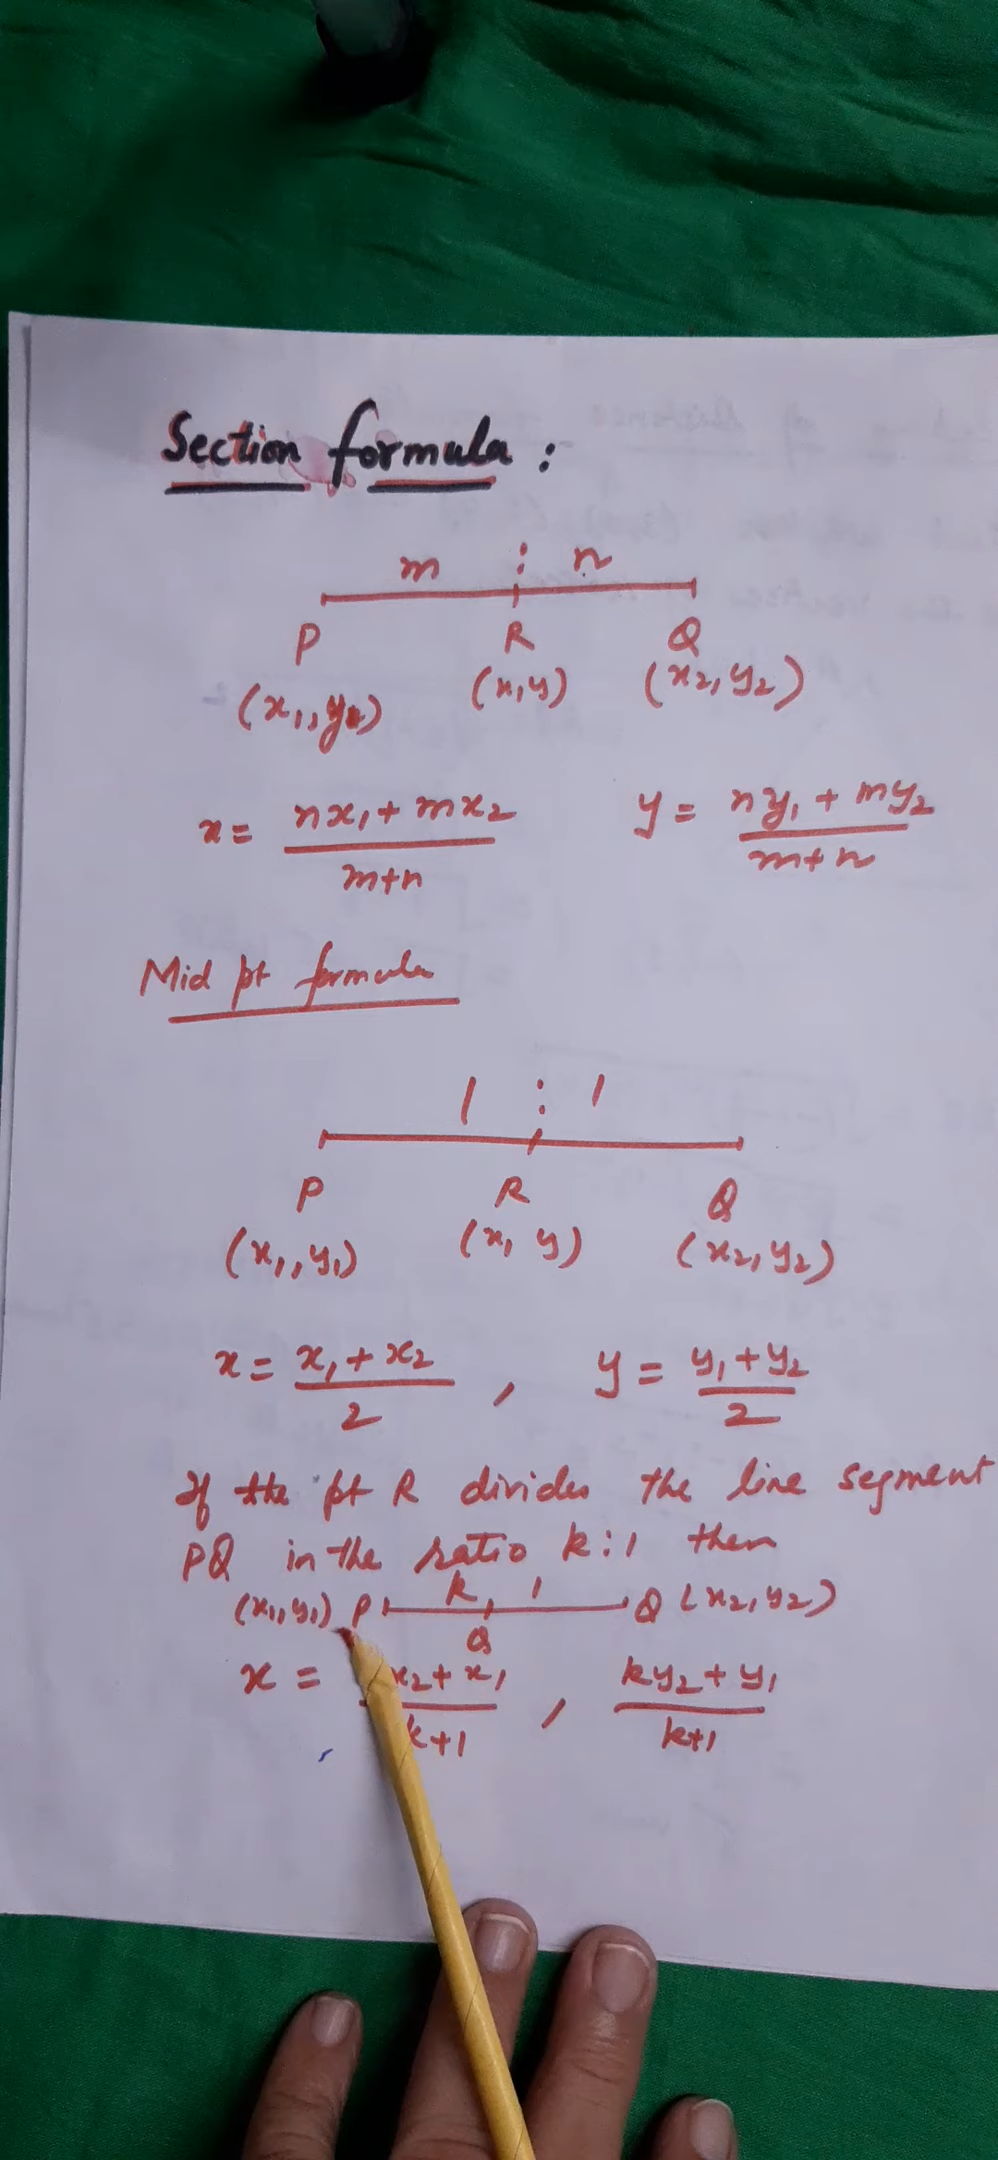 Section formula :
m : n
P R Q
(x₁, y₁) (x, y) (x₂, y₂)
x = nx₁ + mx₂ / m+n y = ny₁ + my₂ / m+n
Mid pt formula
1 : 1
P R Q
(x₁, y₁) (x, y) (x₂, y₂)
x = x₁ + x₂ / 2 , y = y₁ + y₂ / 2
If the pt R divides the line segment
PQ in the ratio k:1 then
k 1
(x₁, y₁) P Q (x₂, y₂)
Q
x = x₂ + x₁ / k+1 , ky₂ + y₁ / k+1